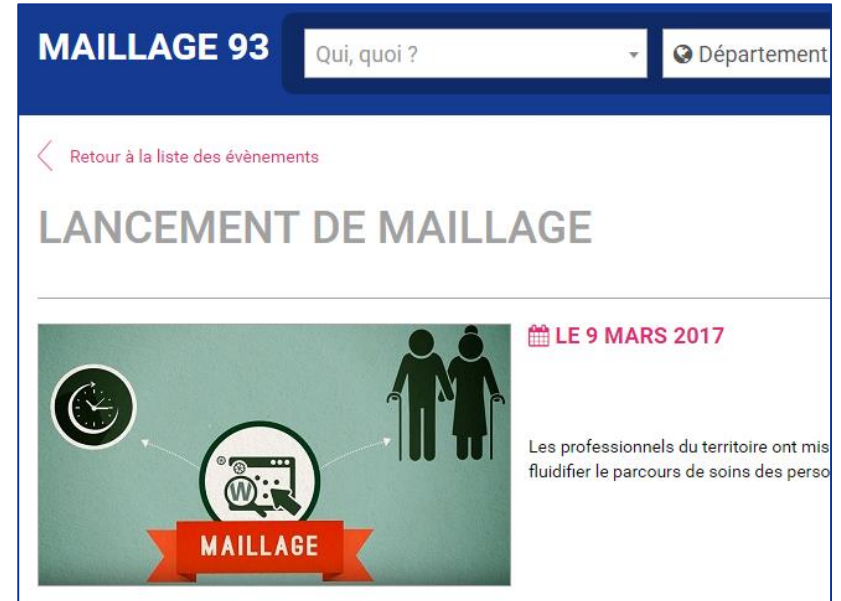 MAILLAGE 93
Qui, quoi ?
Département
Retour à la liste des évènements
LANCEMENT DE MAILLAGE
LE 9 MARS 2017
Les professionnels du territoire ont mis
fluidifier le parcours de soins des perso
W
MAILLAGE